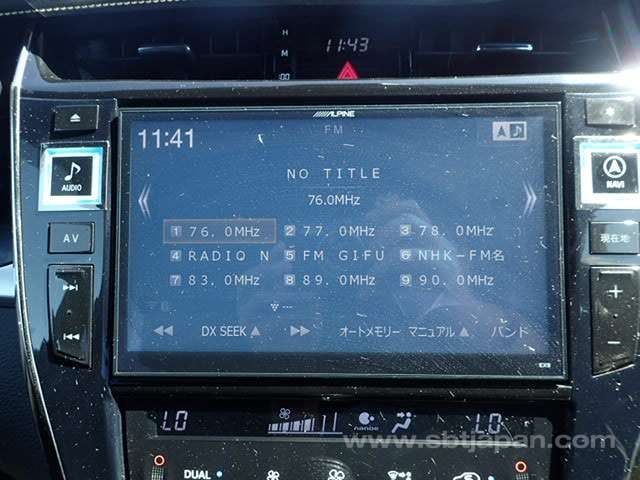 H
M
11:43
:00
ALPINE
FM
11:41
NO TITLE
AUDIO
NAVI
76.0MHz
1 76.0MHz 2 77.0MHz 3 78.0MHz
AV
現在地
4 RADIO N 5 FM GIFU 6 NHK-FM名
7 83.0MHz 8 89.0MHz 9 90.0MHz
+
DX SEEK オートメモリー マニュアル バンド
-
LO
nanoe
LO
www.sbtjapan.com
DUAL